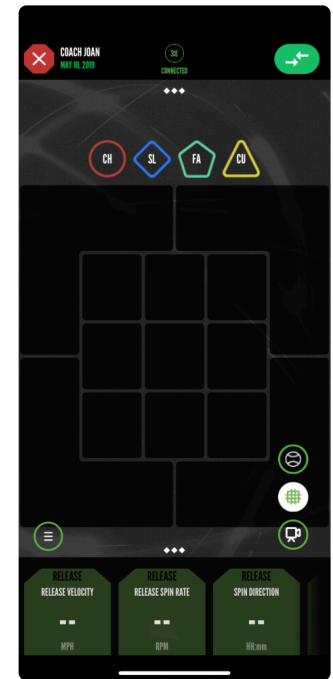 COACH JOAN
MAY 10, 2019
CONNECTED
CH SL FA CU
RELEASE RELEASE RELEASE
RELEASE VELOCITY RELEASE SPIN RATE SPIN DIRECTION
-- -- --
MPH RPM HH:mm